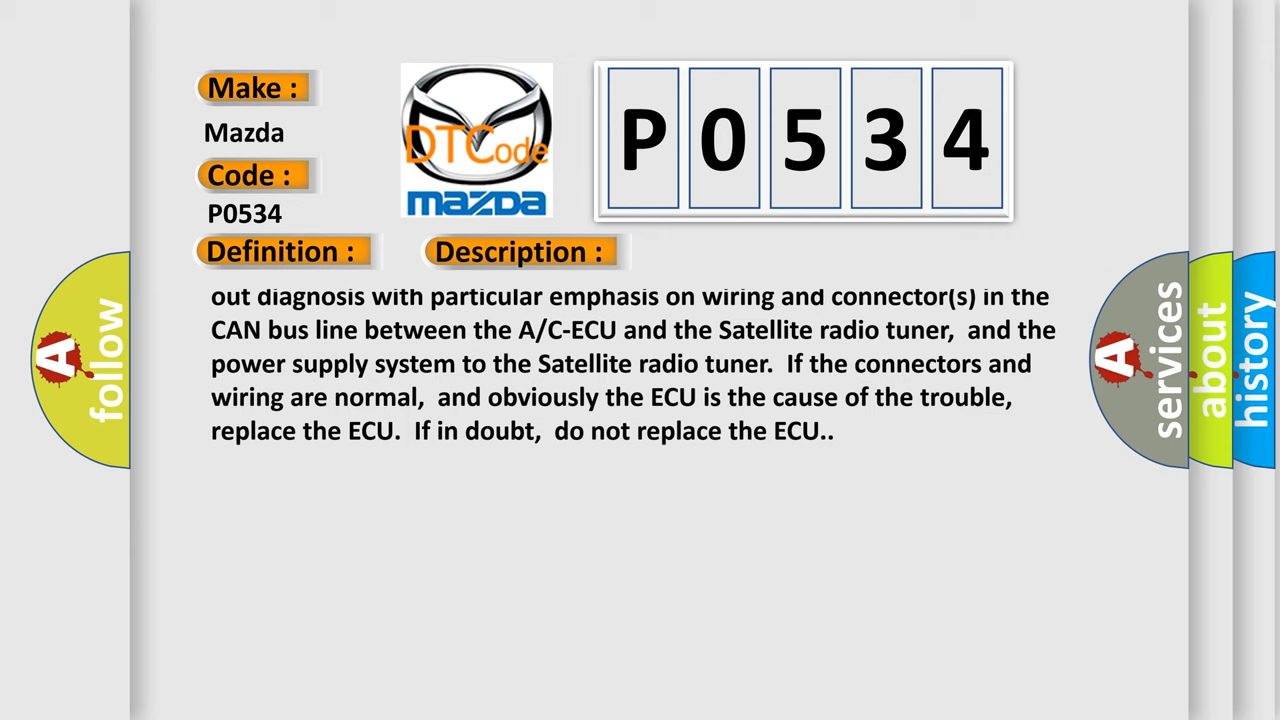 Make :
Mazda
Code :
P0534
Definition :
Description :
DTCode
mazda
P 0 5 3 4
out diagnosis with particular emphasis on wiring and connector(s) in the
CAN bus line between the A/C-ECU and the Satellite radio tuner,  and the
power supply system to the Satellite radio tuner  If the connectors and
wiring are normal,  and obviously the ECU is the cause of the trouble,
replace the ECU  If in doubt,  do not replace the ECU..
A follow
A services
about
history